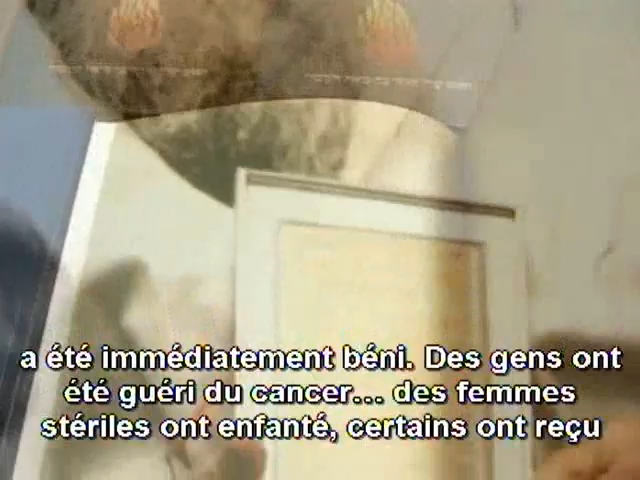 a été immédiatement béni. Des gens ont
été guéri du cancer... des femmes
stériles ont enfanté, certains ont reçu